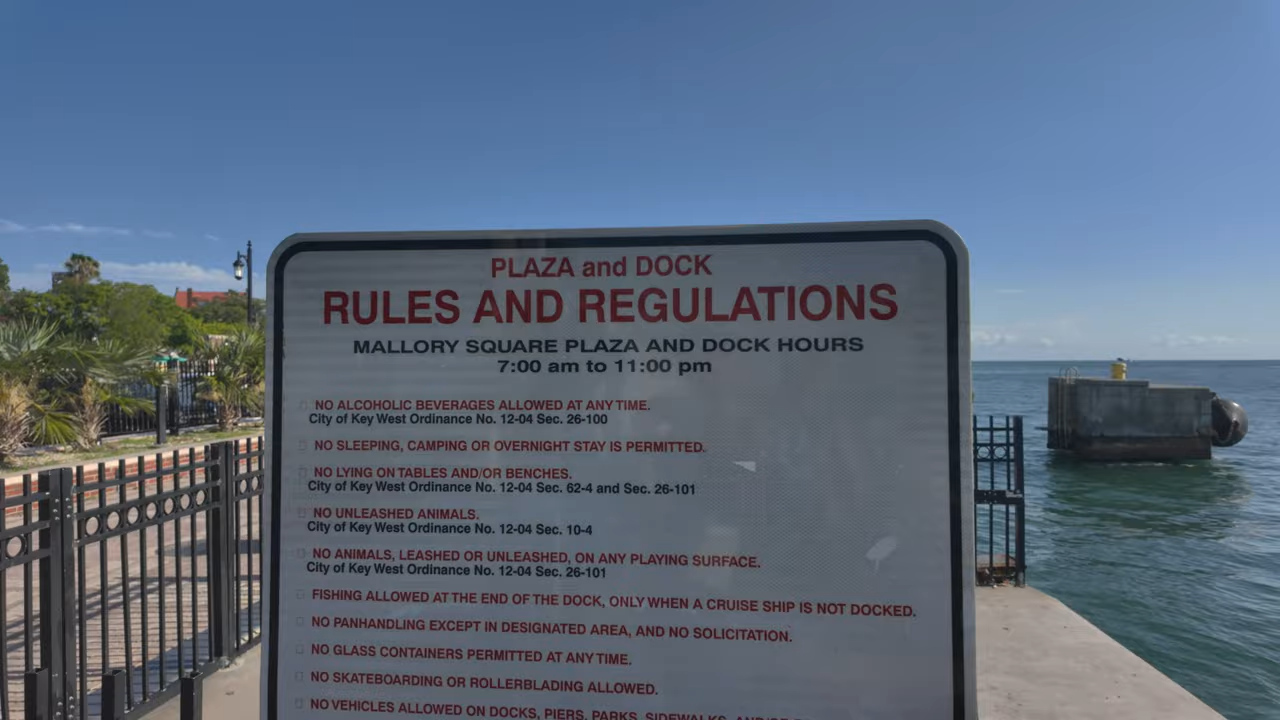 PLAZA and DOCK
RULES AND REGULATIONS
MALLORY SQUARE PLAZA AND DOCK HOURS
7:00 am to 11:00 pm
NO ALCOHOLIC BEVERAGES ALLOWED AT ANY TIME.
City of Key West Ordinance No. 12-04 Sec. 26-100
NO SLEEPING, CAMPING OR OVERNIGHT STAY IS PERMITTED.
NO LYING ON TABLES AND/OR BENCHES.
City of Key West Ordinance No. 12-04 Sec. 62-4 and Sec. 26-101
NO UNLEASHED ANIMALS.
City of Key West Ordinance No. 12-04 Sec. 10-4
NO ANIMALS, LEASHED OR UNLEASHED, ON ANY PLAYING SURFACE.
City of Key West Ordinance No. 12-04 Sec. 26-101
FISHING ALLOWED AT THE END OF THE DOCK, ONLY WHEN A CRUISE SHIP IS NOT DOCKED.
NO PANHANDLING EXCEPT IN DESIGNATED AREA, AND NO SOLICITATION.
NO GLASS CONTAINERS PERMITTED AT ANY TIME.
NO SKATEBOARDING OR ROLLERBLADING ALLOWED.
NO VEHICLES ALLOWED ON DOCKS, PIERS, PARKS, SIDEWALKS,